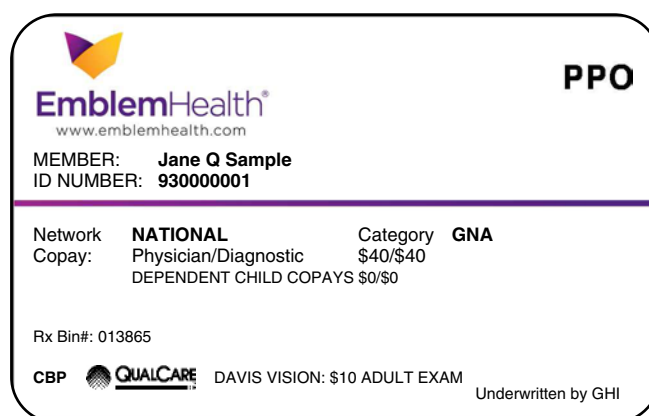 PPO
EmblemHealth®
www.emblemhealth.com
MEMBER: Jane Q Sample
ID NUMBER: 930000001
Network NATIONAL Category GNA
Copay: Physician/Diagnostic $40/$40
DEPENDENT CHILD COPAYS $0/$0
Rx Bin#: 013865
CBP QUALCARE DAVIS VISION: $10 ADULT EXAM
Underwritten by GHI